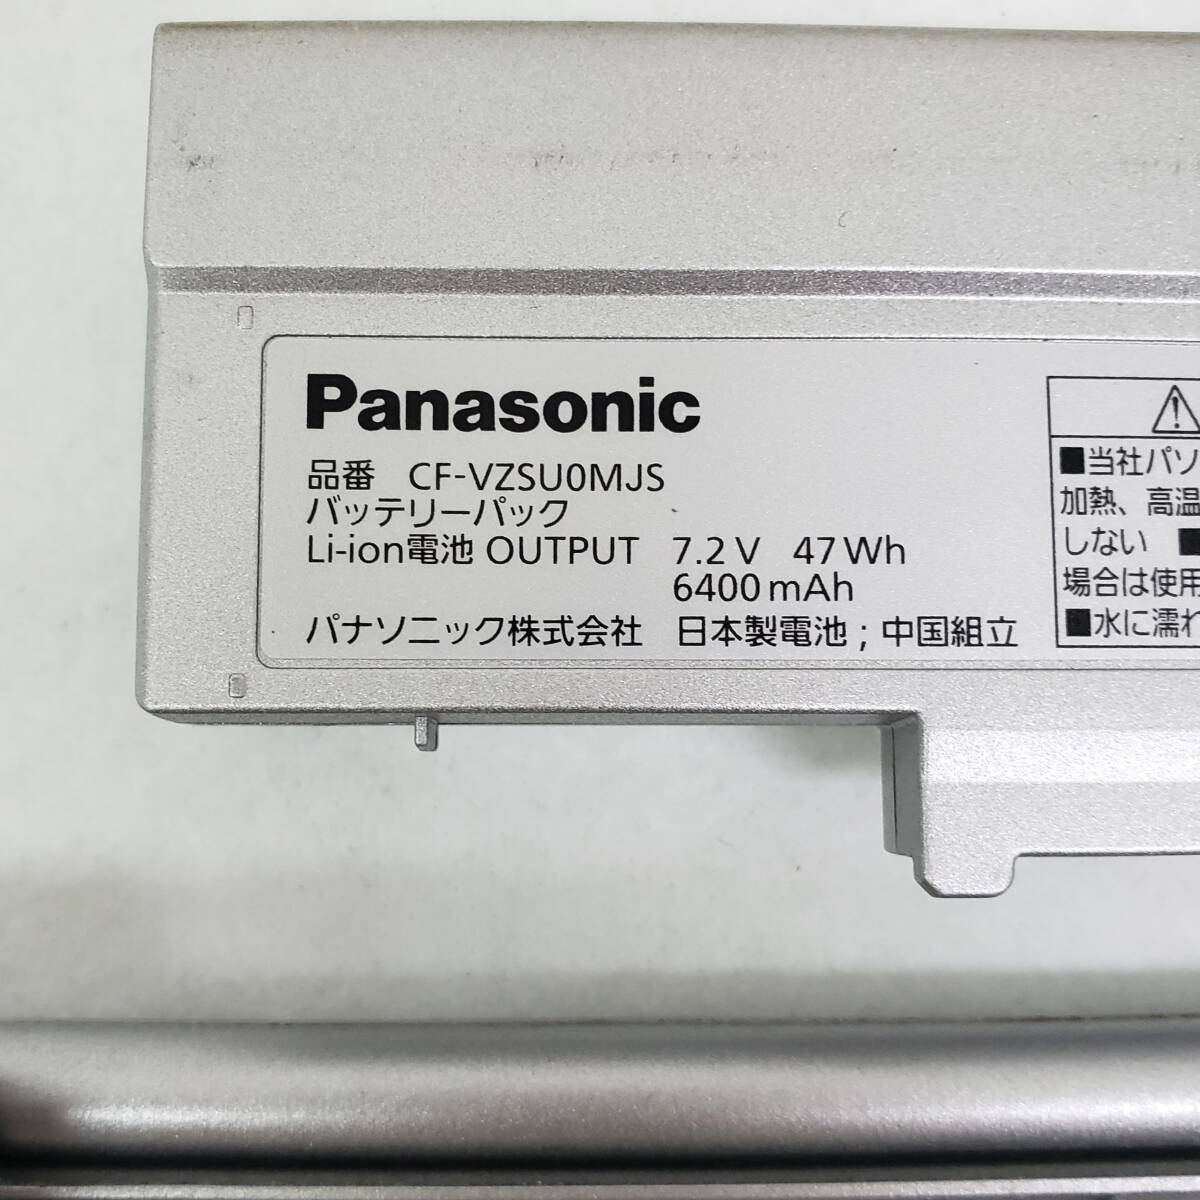 Panasonic
品番 CF-VZSU0MJS
バッテリーパック
Li-ion電池 OUTPUT 7.2V 47Wh
6400mAh
パナソニック株式会社 日本製電池;中国組立
■当社パソ
加熱、高温
しない ■
場合は使用
■水に濡れ